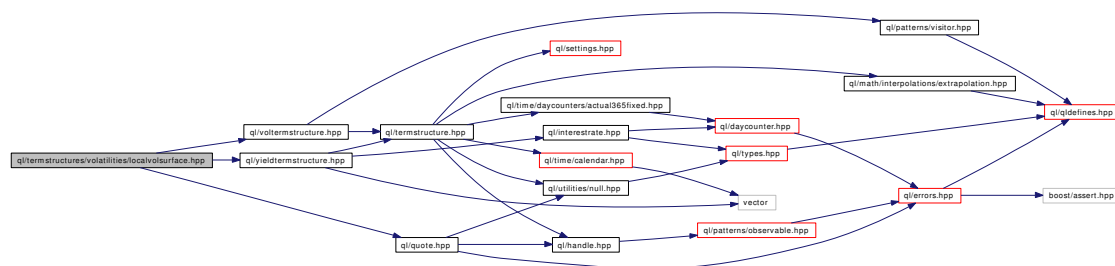 ql/patterns/visitor.hpp
ql/settings.hpp
ql/math/interpolations/extrapolation.hpp
ql/time/daycounters/actual365fixed.hpp
ql/qldefines.hpp
ql/voltermstructure.hpp
ql/termstructure.hpp
ql/interestrate.hpp
ql/daycounter.hpp
ql/termstructures/volatilities/localvolsurface.hpp
ql/yieldtermstructure.hpp
ql/time/calendar.hpp
ql/types.hpp
ql/utilities/null.hpp
vector
ql/errors.hpp
boost/assert.hpp
ql/patterns/observable.hpp
ql/quote.hpp
ql/handle.hpp